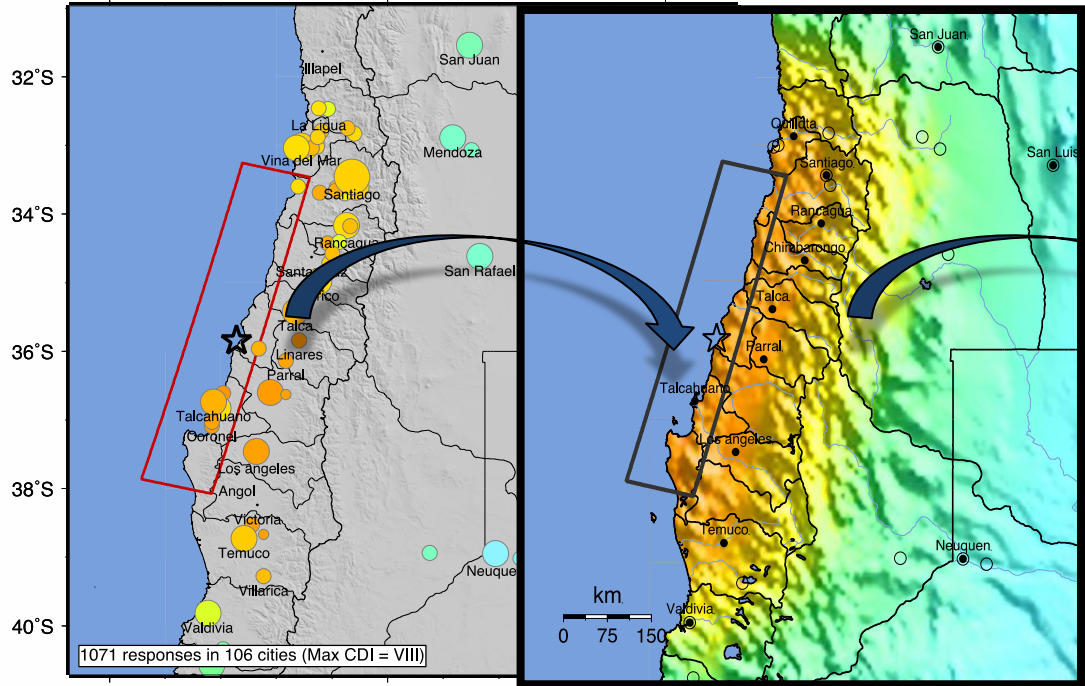 32°S
34°S
36°S
38°S
40°S
Illapel
San Juan
La Ligua
Vina del Mar
Mendoza
Santiago
Rancagua
San Rafael
Talca
Linares
Parral
Talcahuano
Coronel
Los angeles
Angol
Victoria
Temuco
Villarica
Valdivia
1071 responses in 106 cities (Max CDI = VIII)
San Juan
Quillota
San Luis
Santiago
Rancagua
Chimbarongo
Talca
Parral
Talcahuano
Los angeles
Temuco
Neuquen
Valdivia
km
0 75 150